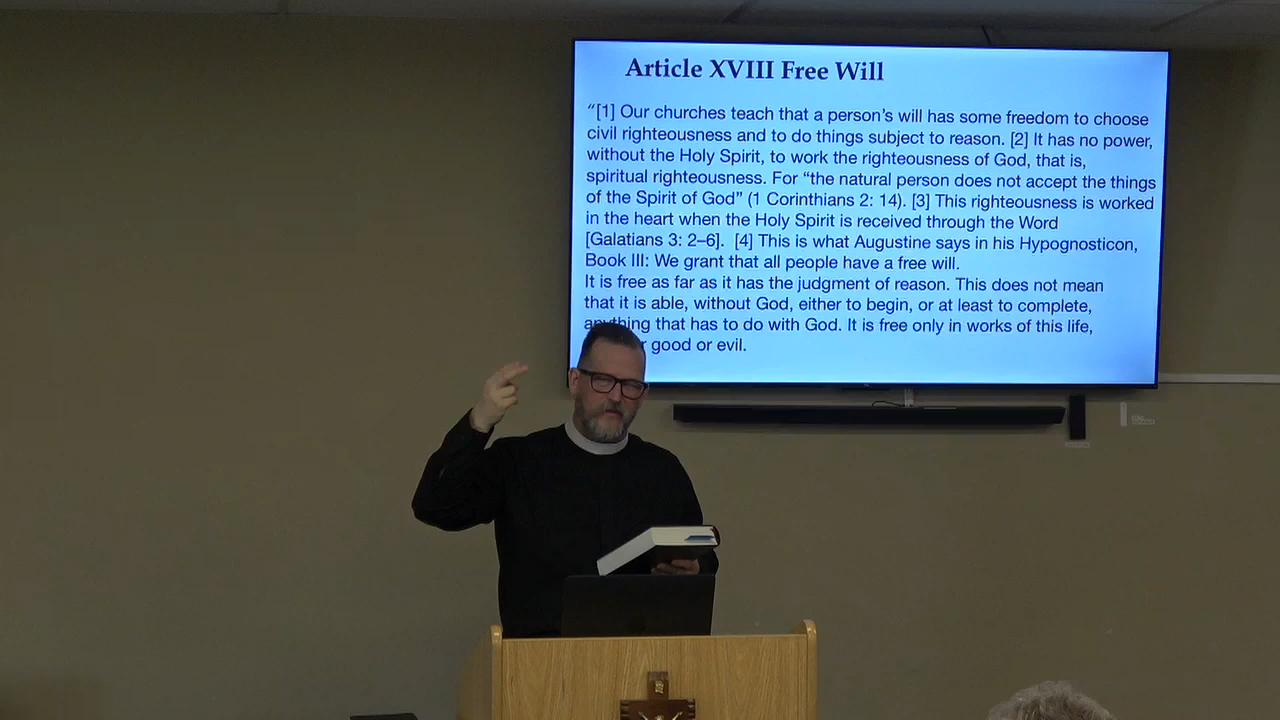 Article XVIII Free Will
“[1] Our churches teach that a person’s will has some freedom to choose
civil righteousness and to do things subject to reason. [2] It has no power,
without the Holy Spirit, to work the righteousness of God, that is,
spiritual righteousness. For “the natural person does not accept the things
of the Spirit of God” (1 Corinthians 2: 14). [3] This righteousness is worked
in the heart when the Holy Spirit is received through the Word
[Galatians 3: 2–6].  [4] This is what Augustine says in his Hypognosticon,
Book III: We grant that all people have a free will.
It is free as far as it has the judgment of reason. This does not mean
that it is able, without God, either to begin, or at least to complete,
anything that has to do with God. It is free only in works of this life,
good or evil.